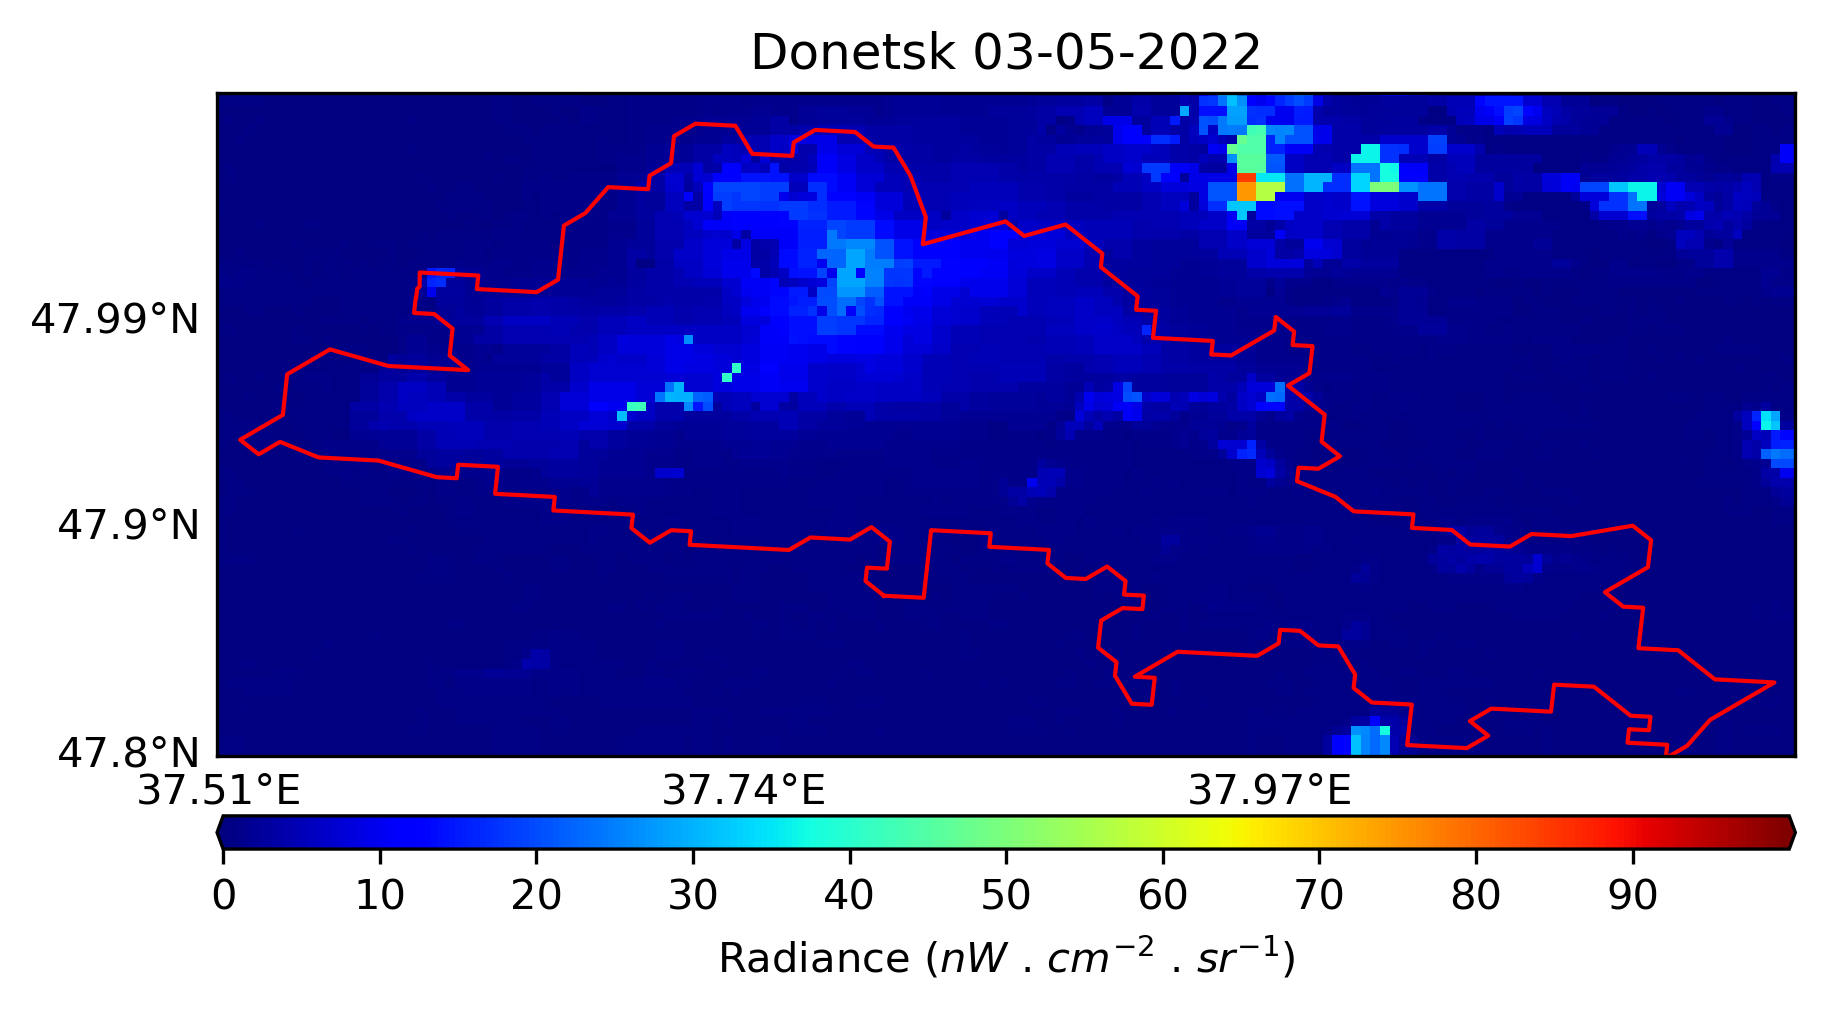 Donetsk 03-05-2022
47.99°N
47.9°N
47.8°N
37.51°E 37.74°E 37.97°E
0 10 20 30 40 50 60 70 80 90
Radiance (nW . cm⁻² . sr⁻¹)